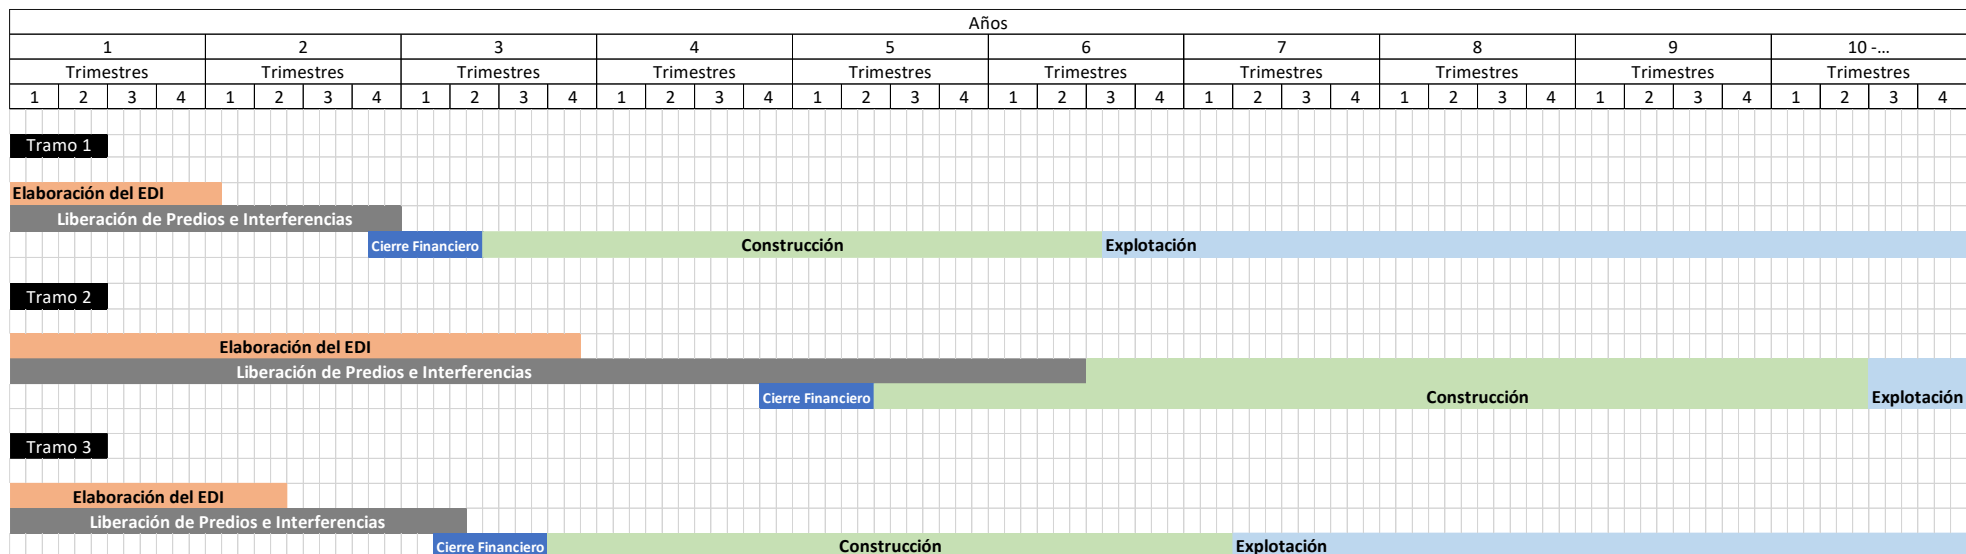 Años
1 2 3 4 5 6 7 8 9 10 -...
Trimestres Trimestres Trimestres Trimestres Trimestres Trimestres Trimestres Trimestres Trimestres Trimestres
1 2 3 4 1 2 3 4 1 2 3 4 1 2 3 4 1 2 3 4 1 2 3 4 1 2 3 4 1 2 3 4 1 2 3 4 1 2 3 4
Tramo 1
Elaboración del EDI
Liberación de Predios e Interferencias
Cierre Financiero Construcción Explotación
Tramo 2
Elaboración del EDI
Liberación de Predios e Interferencias
Cierre Financiero Construcción Explotación
Tramo 3
Elaboración del EDI
Liberación de Predios e Interferencias
Cierre Financiero Construcción Explotación